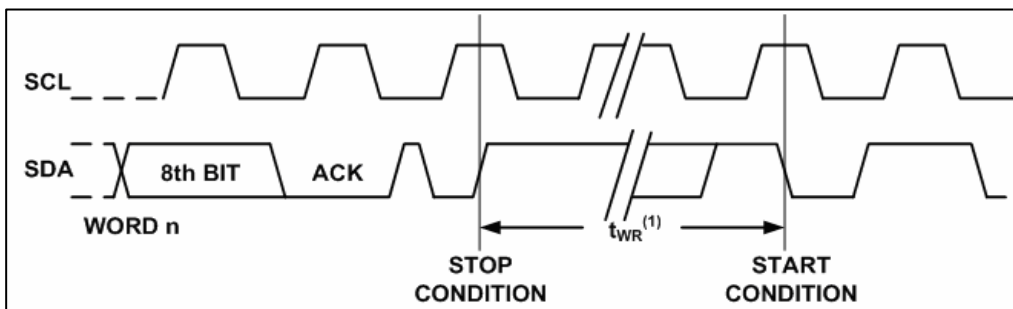 SCL
SDA
8th BIT
ACK
WORD n
tWR(1)
STOP
CONDITION
START
CONDITION